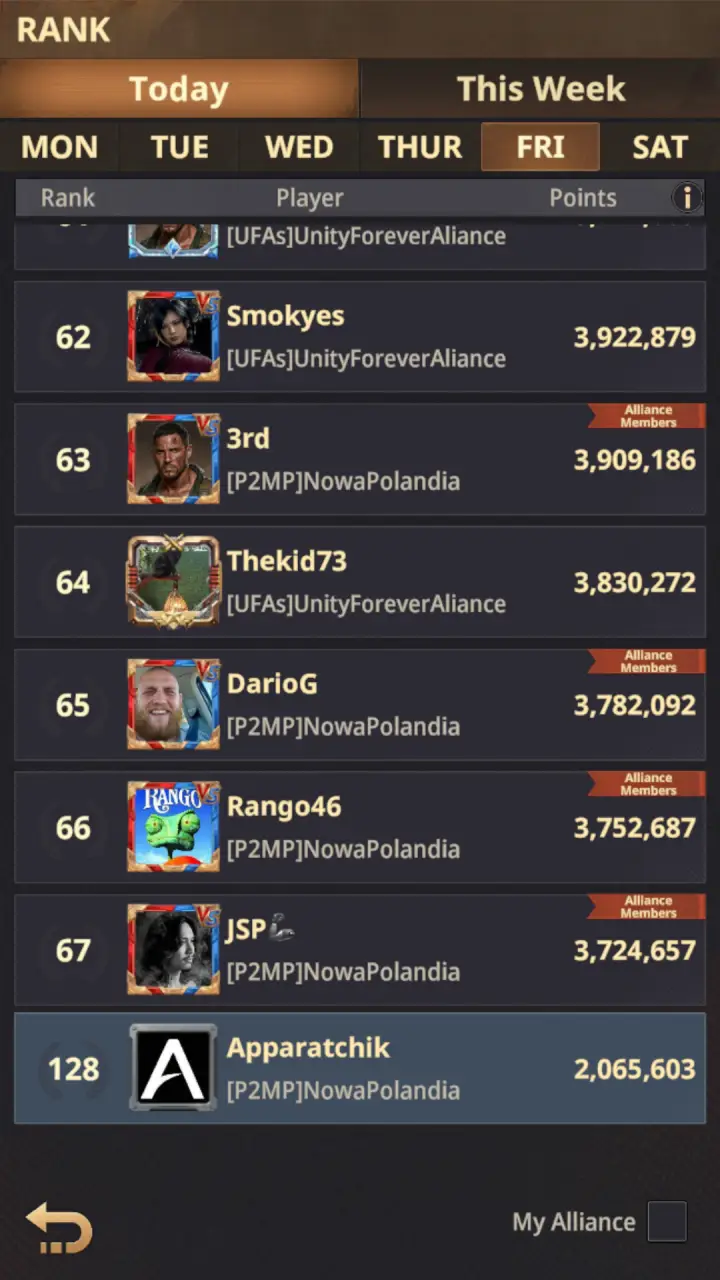 RANK
Today
This Week
MON TUE WED THUR FRI SAT
Rank Player Points
[UFAs]UnityForeverAliance
62
Smokyes
[UFAs]UnityForeverAliance
3,922,879
Alliance
Members
63
3rd
[P2MP]NowaPolandia
3,909,186
64
Thekid73
[UFAs]UnityForeverAliance
3,830,272
Alliance
Members
65
DarioG
[P2MP]NowaPolandia
3,782,092
Alliance
Members
66
RANGO
Rango46
[P2MP]NowaPolandia
3,752,687
Alliance
Members
67
JSP🦾
[P2MP]NowaPolandia
3,724,657
128
Apparatchik
[P2MP]NowaPolandia
2,065,603
My Alliance